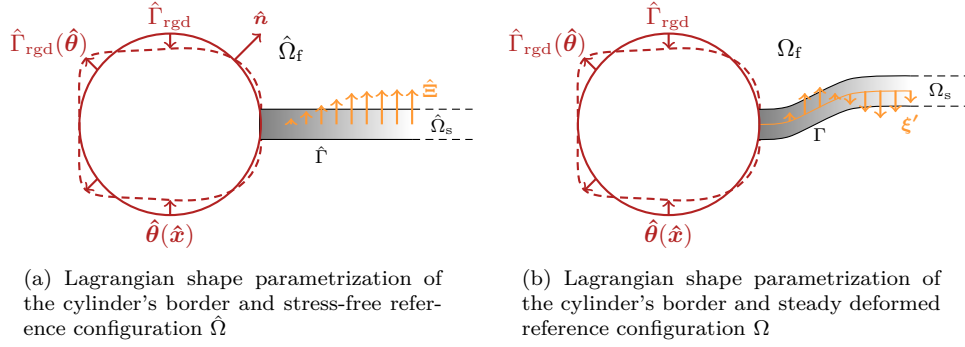 Γ̂rgd
n̂
Γ̂rgd(θ̂)
Ω̂f
Ξ̂
Ω̂s
Γ̂
θ̂(x̂)
(a) Lagrangian shape parametrization of
the cylinder's border and stress-free refer-
ence configuration Ω̂
Γ̂rgd
Γ̂rgd(θ̂)
Ωf
Ωs
Γ
ξ′
θ̂(x̂)
(b) Lagrangian shape parametrization of
the cylinder's border and steady deformed
reference configuration Ω